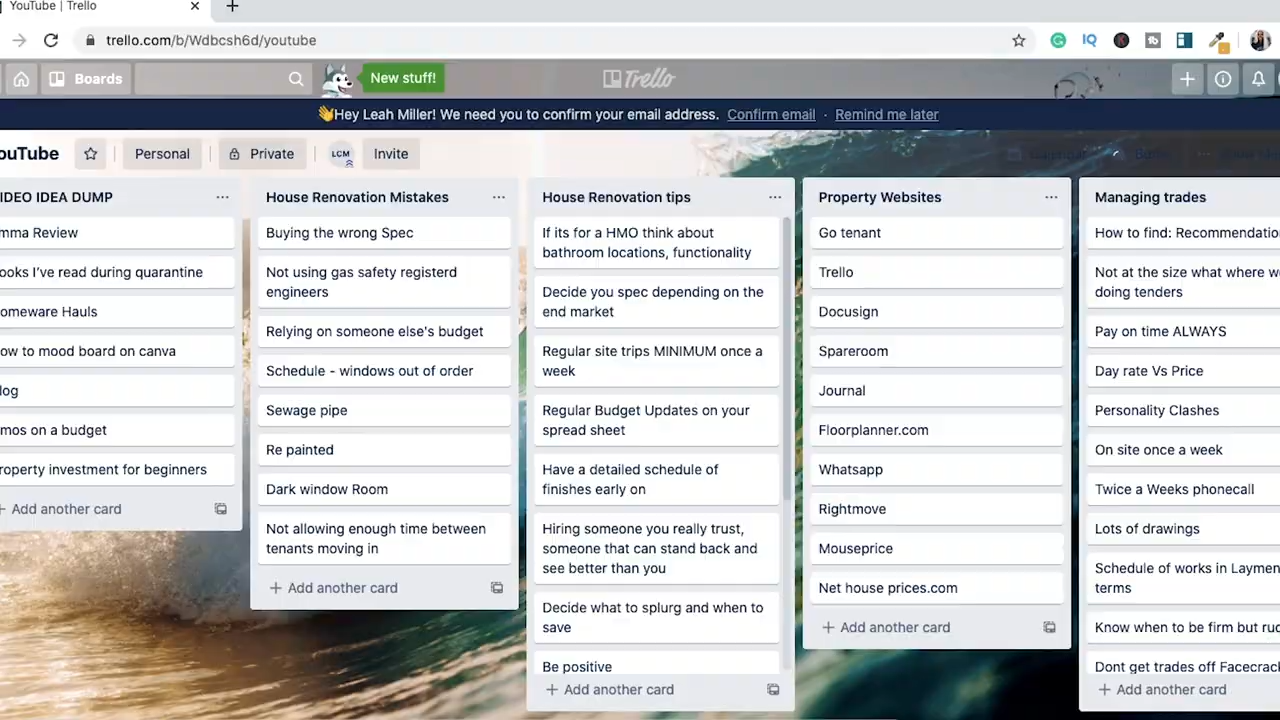 YouTube | Trello
trello.com/b/Wdbcsh6d/youtube
Boards
New stuff!
Trello
👋Hey Leah Miller! We need you to confirm your email address. Confirm email · Remind me later
ouTube
Personal
Private
LCM
Invite
IDEO IDEA DUMP
mma Review
ooks I've read during quarantine
omeware Hauls
ow to mood board on canva
log
mos on a budget
roperty investment for beginners
+ Add another card
House Renovation Mistakes
Buying the wrong Spec
Not using gas safety registerd
engineers
Relying on someone else's budget
Schedule - windows out of order
Sewage pipe
Re painted
Dark window Room
Not allowing enough time between
tenants moving in
+ Add another card
House Renovation tips
If its for a HMO think about
bathroom locations, functionality
Decide you spec depending on the
end market
Regular site trips MINIMUM once a
week
Regular Budget Updates on your
spread sheet
Have a detailed schedule of
finishes early on
Hiring someone you really trust,
someone that can stand back and
see better than you
Decide what to splurg and when to
save
Be positive
+ Add another card
Property Websites
Go tenant
Trello
Docusign
Spareroom
Journal
Floorplanner.com
Whatsapp
Rightmove
Mouseprice
Net house prices.com
+ Add another card
Managing trades
How to find: Recommendatio
Not at the size what where w
doing tenders
Pay on time ALWAYS
Day rate Vs Price
Personality Clashes
On site once a week
Twice a Weeks phonecall
Lots of drawings
Schedule of works in Laymen
terms
Know when to be firm but ru
Dont get trades off Facecrac
+ Add another card